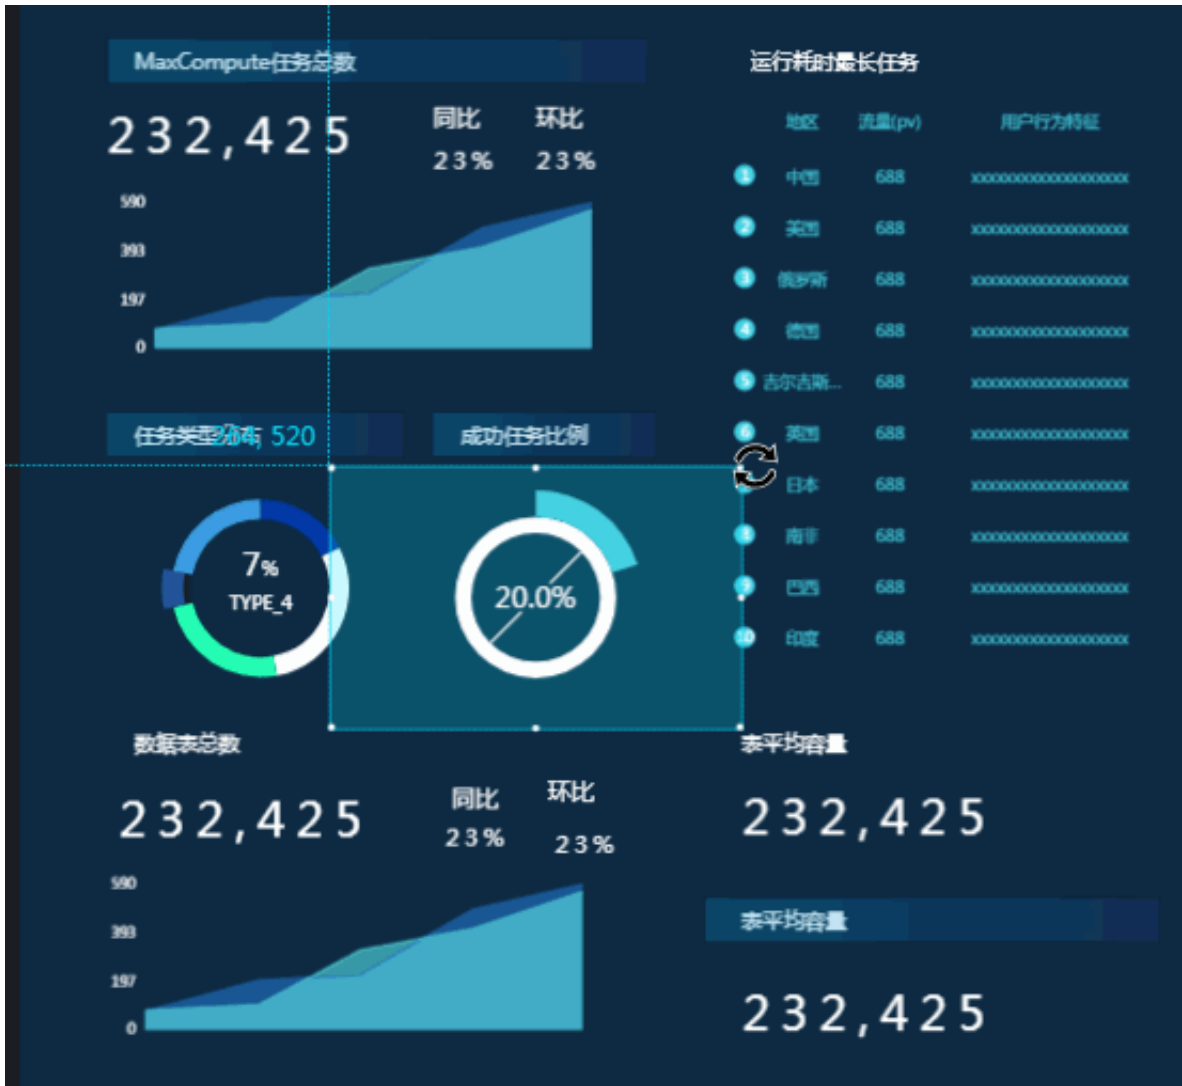 MaxCompute任务总数
232,425
同比
环比
23%
23%
590
393
197
0
运行耗时最长任务
地区 流量(pv) 用户行为特征
1 中国 688 xxxxxxxxxxxxxxxxxxxx
2 英国 688 xxxxxxxxxxxxxxxxxxxx
3 俄罗斯 688 xxxxxxxxxxxxxxxxxxxx
4 德国 688 xxxxxxxxxxxxxxxxxxxx
5 吉尔吉斯... 688 xxxxxxxxxxxxxxxxxxxx
6 英国 688 xxxxxxxxxxxxxxxxxxxx
日本 688 xxxxxxxxxxxxxxxxxxxx
8 南非 688 xxxxxxxxxxxxxxxxxxxx
9 巴西 688 xxxxxxxxxxxxxxxxxxxx
10 印度 688 xxxxxxxxxxxxxxxxxxxx
任务类型分布
264, 520
成功任务比例
7%
TYPE_4
20.0%
数据表总数
232,425
同比
环比
23%
23%
590
393
197
0
表平均容量
232,425
表平均容量
232,425